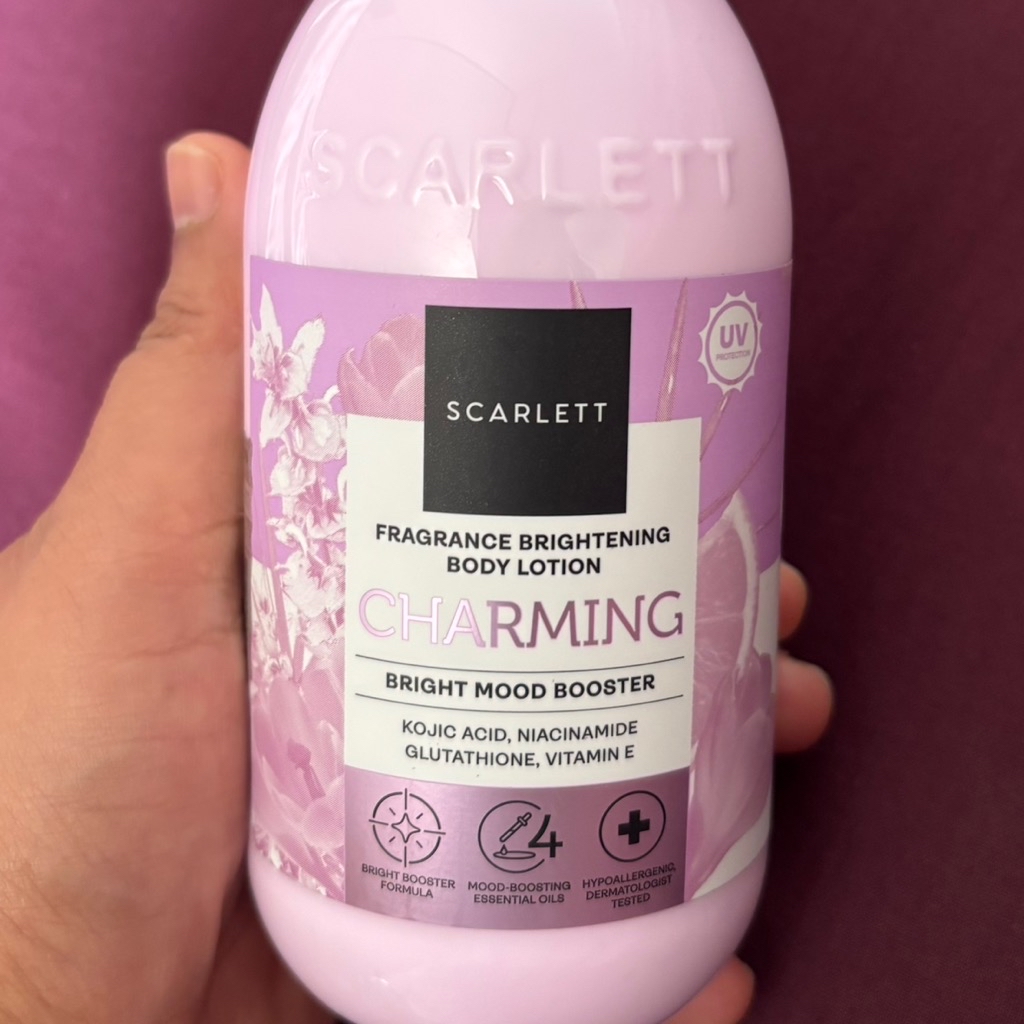 SCARLETT
UV
PROTECTION
SCARLETT
FRAGRANCE BRIGHTENING
BODY LOTION
CHARMING
BRIGHT MOOD BOOSTER
KOJIC ACID, NIACINAMIDE
GLUTATHIONE, VITAMIN E
4
BRIGHT BOOSTER
FORMULA
MOOD-BOOSTING
ESSENTIAL OILS
HYPOALLERGENIC,
DERMATOLOGIST
TESTED